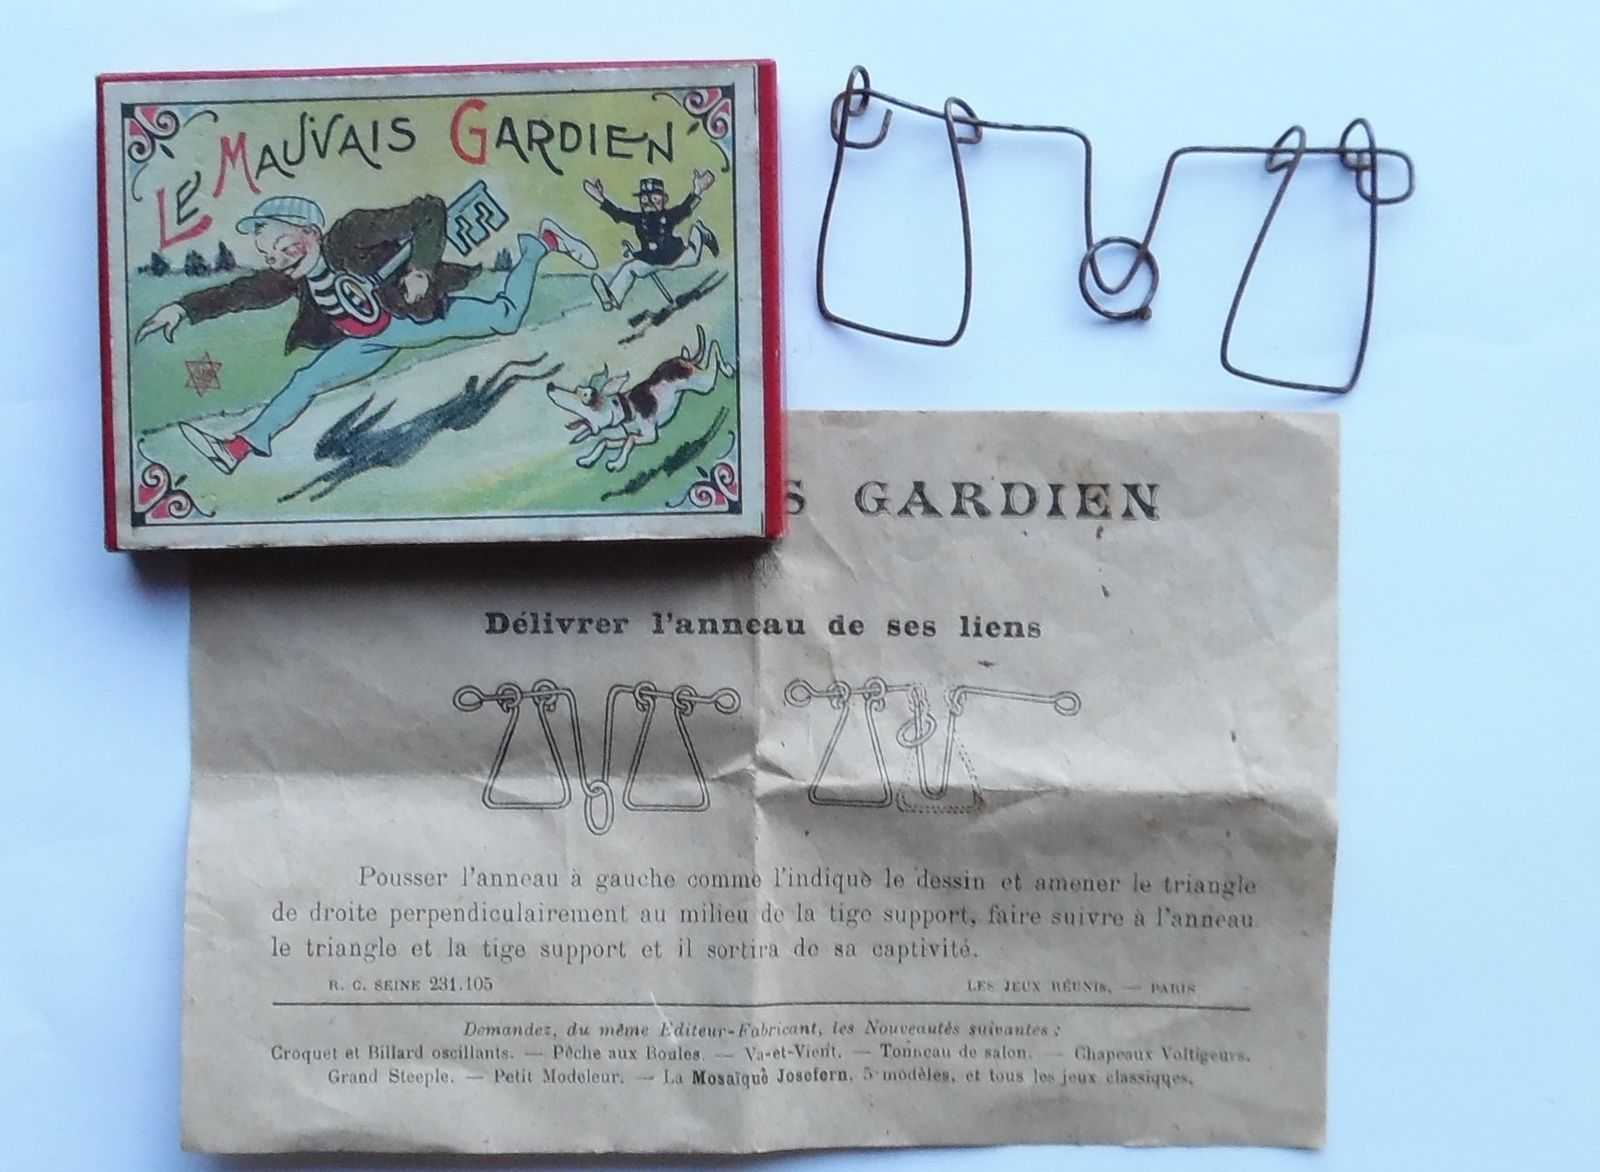 LE MAUVAIS GARDIEN
S GARDIEN
Délivrer l'anneau de ses liens
Pousser l'anneau à gauche comme l'indique le dessin et amener le triangle
de droite perpendiculairement au milieu de la tige support, faire suivre à l'anneau
le triangle et la tige support et il sortira de sa captivité.
R. C. SEINE 231.105
LES JEUX RÉUNIS, — PARIS
Demandez, du même Editeur-Fabricant, les Nouveautés suivantes :
Croquet et Billard oscillants. — Pêche aux Boules. — Va-et-Vient. — Tonneau de salon. — Chapeaux Voltigeurs.
Grand Steeple. — Petit Modeleur. — La Mosaïque Josefern, 5 modèles, et tous les jeux classiques.